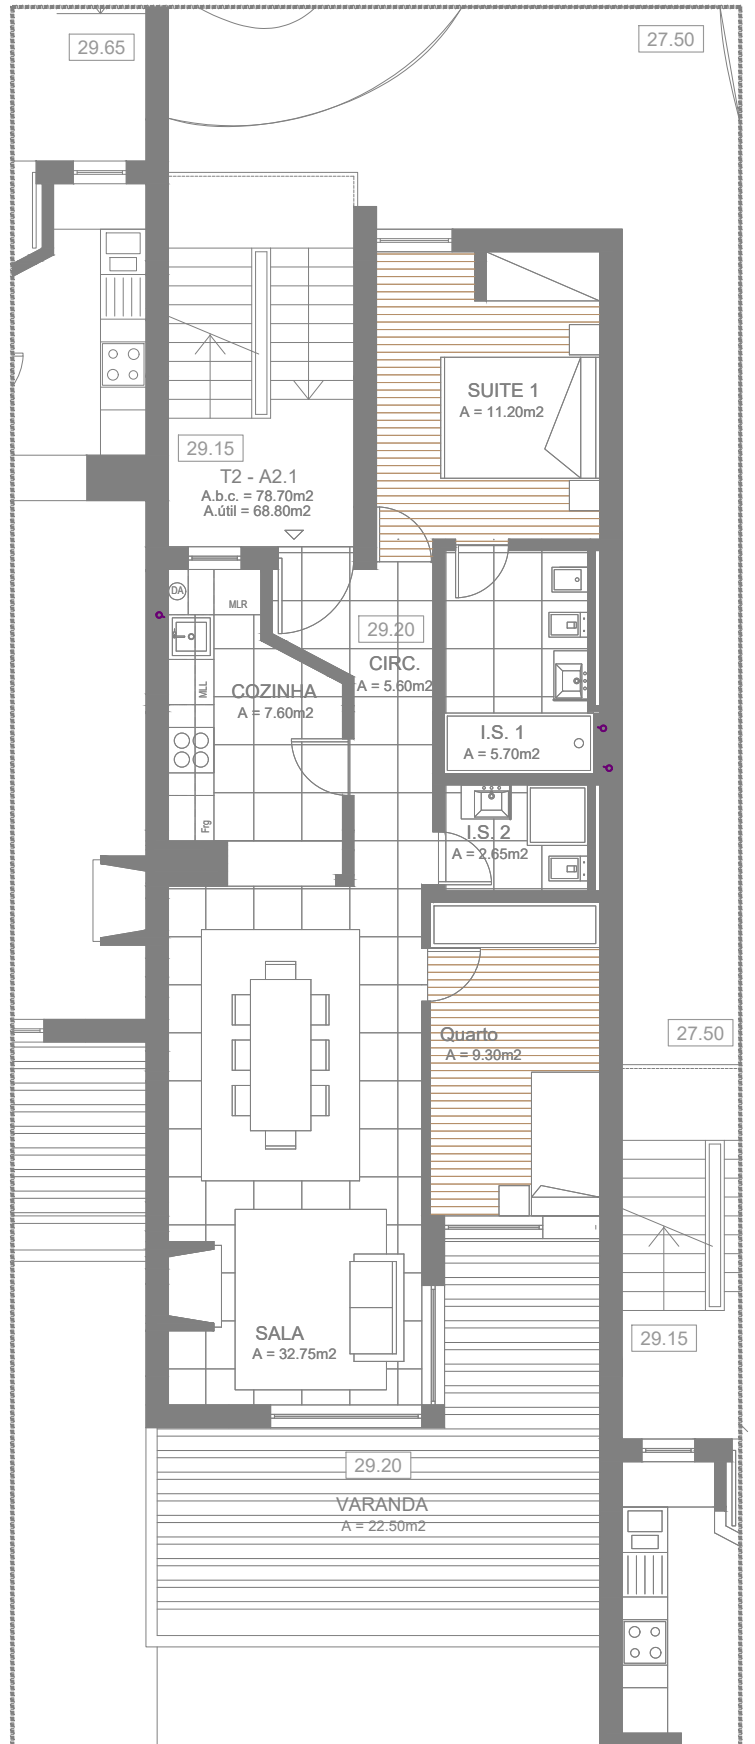 29.65
27.50
SUITE 1
A = 11.20m2
29.15
T2 - A2.1
A.b.c. = 78.70m2
A.útil = 68.80m2
DA
MLR
29.20
CIRC.
A = 5.60m2
MLL
COZINHA
A = 7.60m2
I.S. 1
A = 5.70m2
Frg
I.S. 2
A = 2.65m2
Quarto
A = 9.30m2
27.50
SALA
A = 32.75m2
29.15
29.20
VARANDA
A = 22.50m2